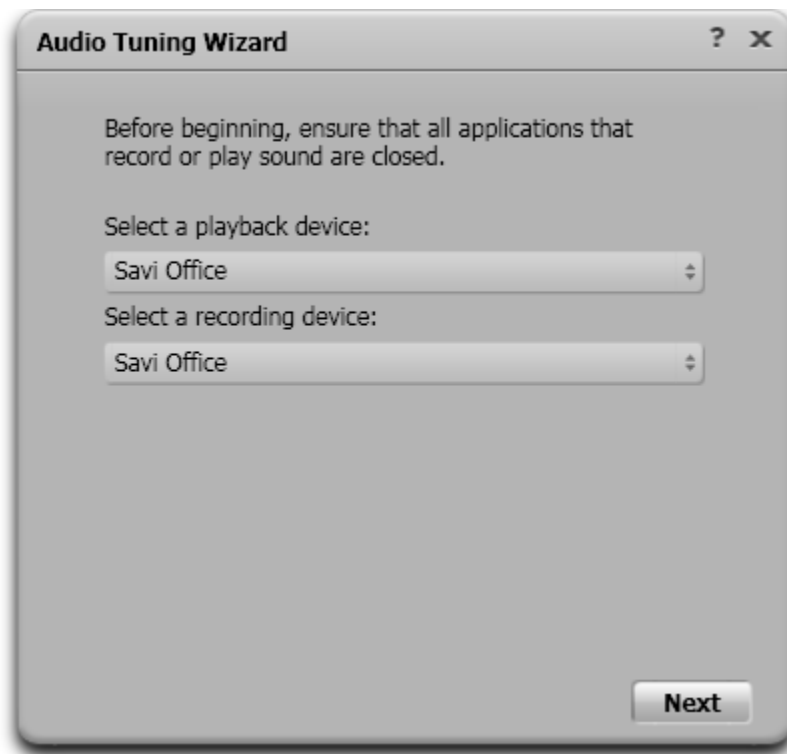 Audio Tuning Wizard ? x
Before beginning, ensure that all applications that
record or play sound are closed.
Select a playback device:
Savi Office
Select a recording device:
Savi Office
Next